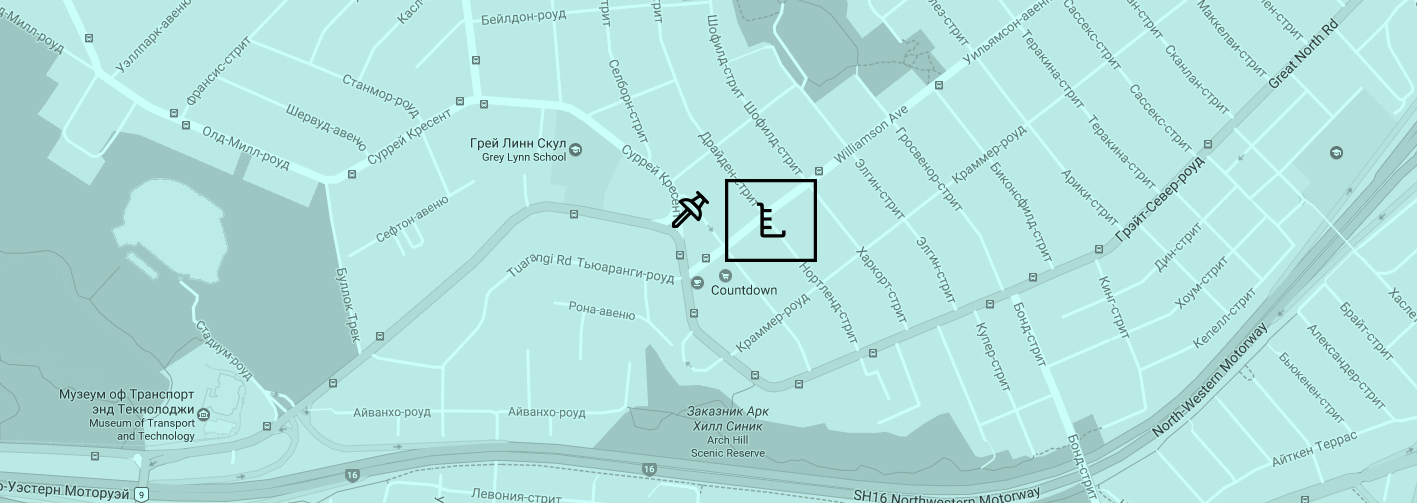 Касл
Бейлдон-роуд
д-Милл-роуд
Уэллпарк-авеню
Франсис-стрит
Станмор-роуд
Шервуд-авеню
Суррей Кресент
Олд-Милл-роуд
Селборн-стрит
Шофилд-стрит
Шофилд-стрит
Драйден-стрит
Суррей Кресент
Грей Линн Скул
Grey Lynn School
Уильямсон-авеню
Williamson Ave
Сассекс-стрит
Теракина-стрит
Маккелви-стрит
Сканлан-стрит
Great North Rd
Сассекс-стрит
Теракина-стрит
Гросвенор-стрит
Краммер-роуд
Элгин-стрит
Биконсфилд-стрит
Арики-стрит
Грэйт-Север-роуд
Сефтон-авеню
Буллок Трек
Стадиум-роуд
Tuarangi Rd
Тьюаранги-роуд
Рона-авеню
Countdown
Нортленд-стрит
Харкорт-стрит
Элгин-стрит
Краммер-роуд
Дин-стрит
Хоум-стрит
Кинг-стрит
Кепелл-стрит
Бонд-стрит
Купер-стрит
Брайт-стрит
Александер-стрит
Бьюкенен-стрит
North-Western Motorway
Музеум оф Транспорт
энд Текнолоджи
Museum of Transport
and Technology
Айванхо-роуд
Айванхо-роуд
Заказник Арк
Хилл Синик
Arch Hill
Scenic Reserve
Бонд-стрит
Айткен Террас
16
16
9
р-Уэстерн Моторуэй
Левония-стрит
SH16 Northwestern Motorway